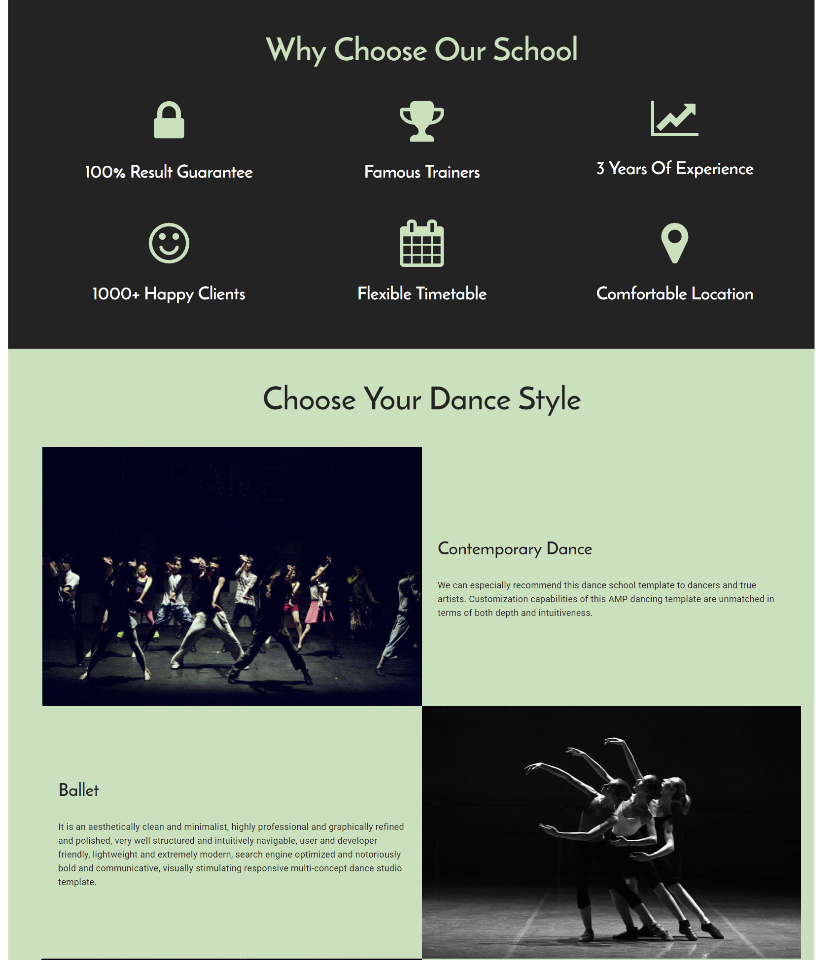 Why Choose Our School
100% Result Guarantee
Famous Trainers
3 Years Of Experience
1000+ Happy Clients
Flexible Timetable
Comfortable Location
Choose Your Dance Style
Contemporary Dance
We can especially recommend this dance school template to dancers and true
artists. Customization capabilities of this AMP dancing template are unmatched in
terms of both depth and intuitiveness.
Ballet
It is an aesthetically clean and minimalist, highly professional and graphically refined
and polished, very well structured and intuitively navigable, user and developer
friendly, lightweight and extremely modern, search engine optimized and notoriously
bold and communicative, visually stimulating responsive multi-concept dance studio
template.